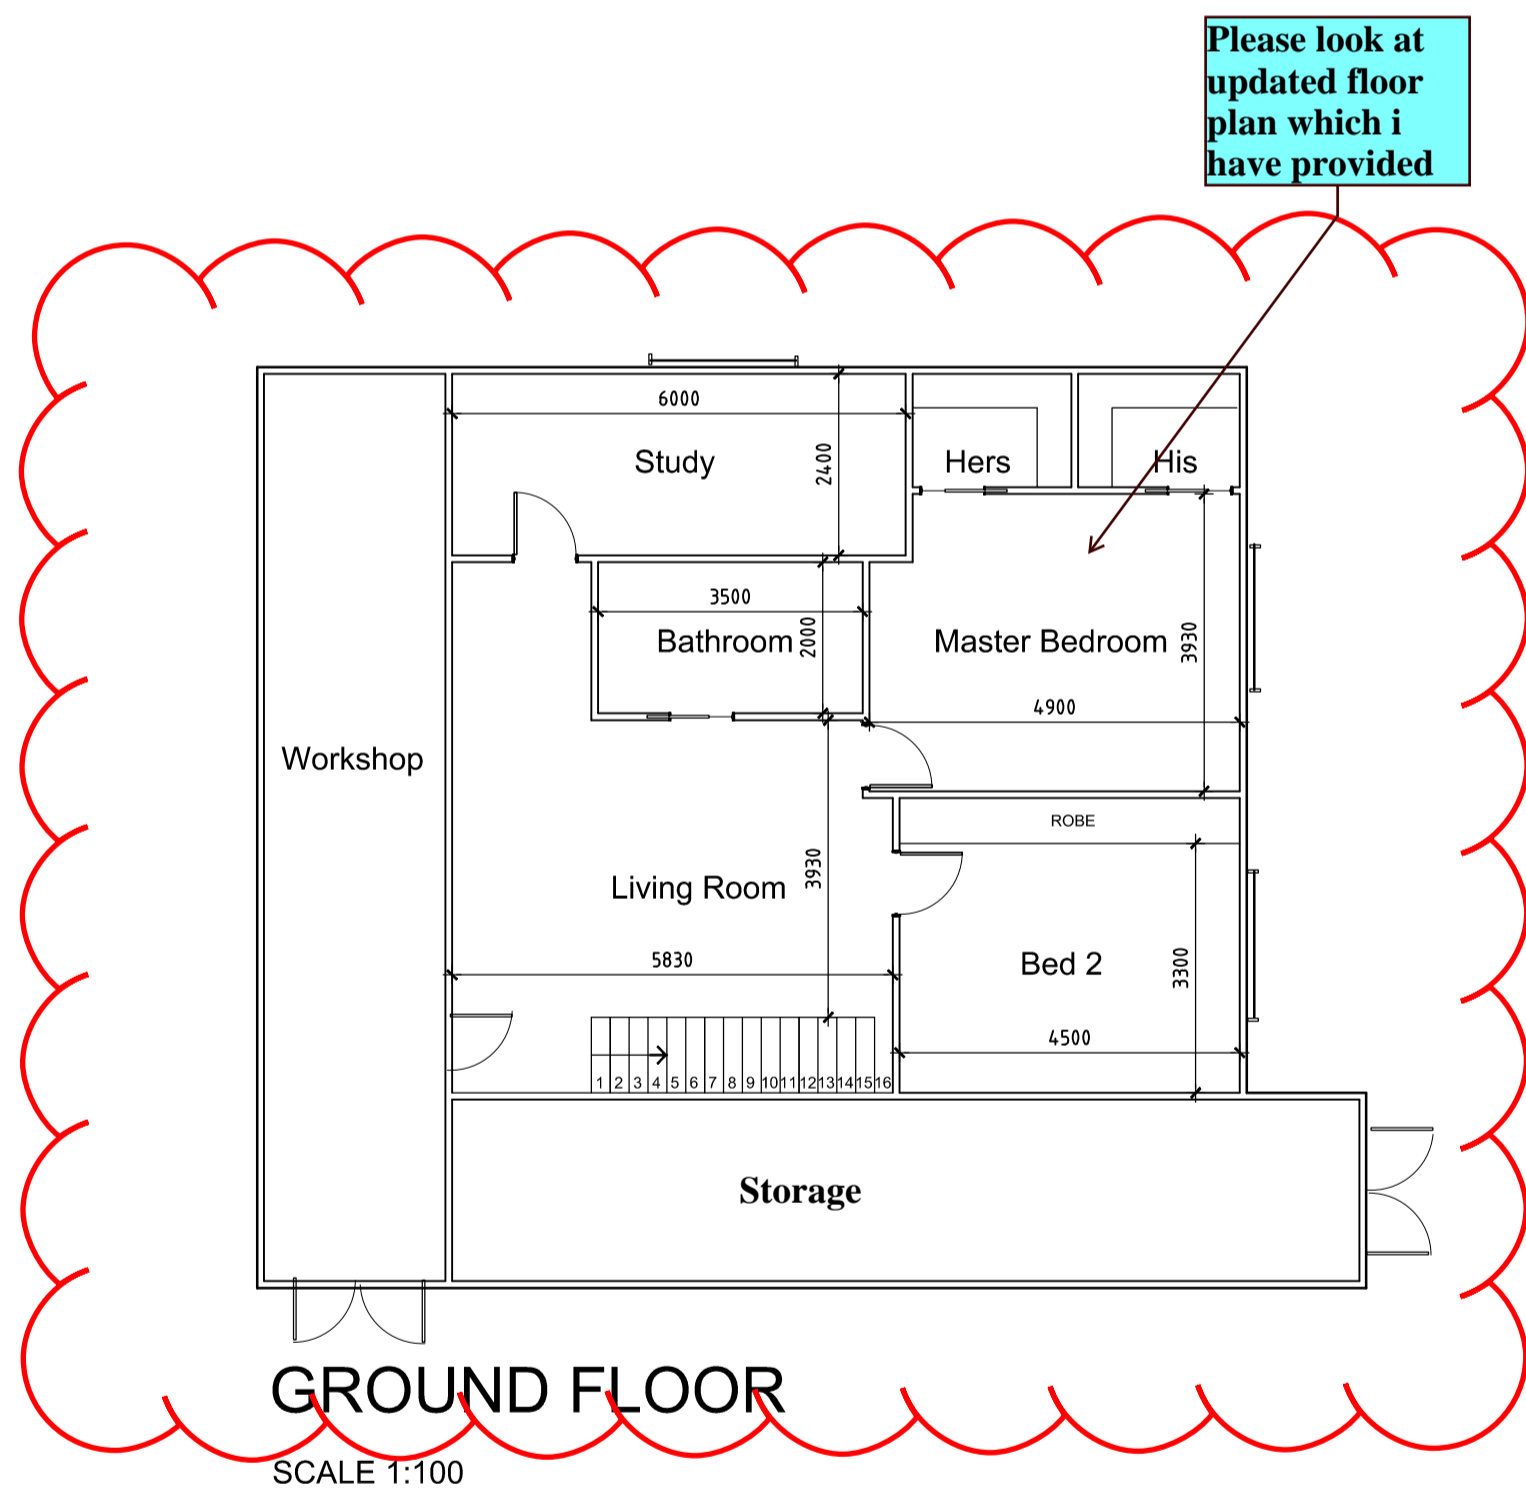 Please look at
updated floor
plan which i
have provided
6000
Study
2400
Hers
His
3500
Bathroom
2000
Master Bedroom
3930
4900
Workshop
ROBE
Living Room
3930
5830
Bed 2
3300
4500
1 2 3 4 5 6 7 8 9 10 11 12 13 14 15 16
Storage
GROUND FLOOR
SCALE 1:100